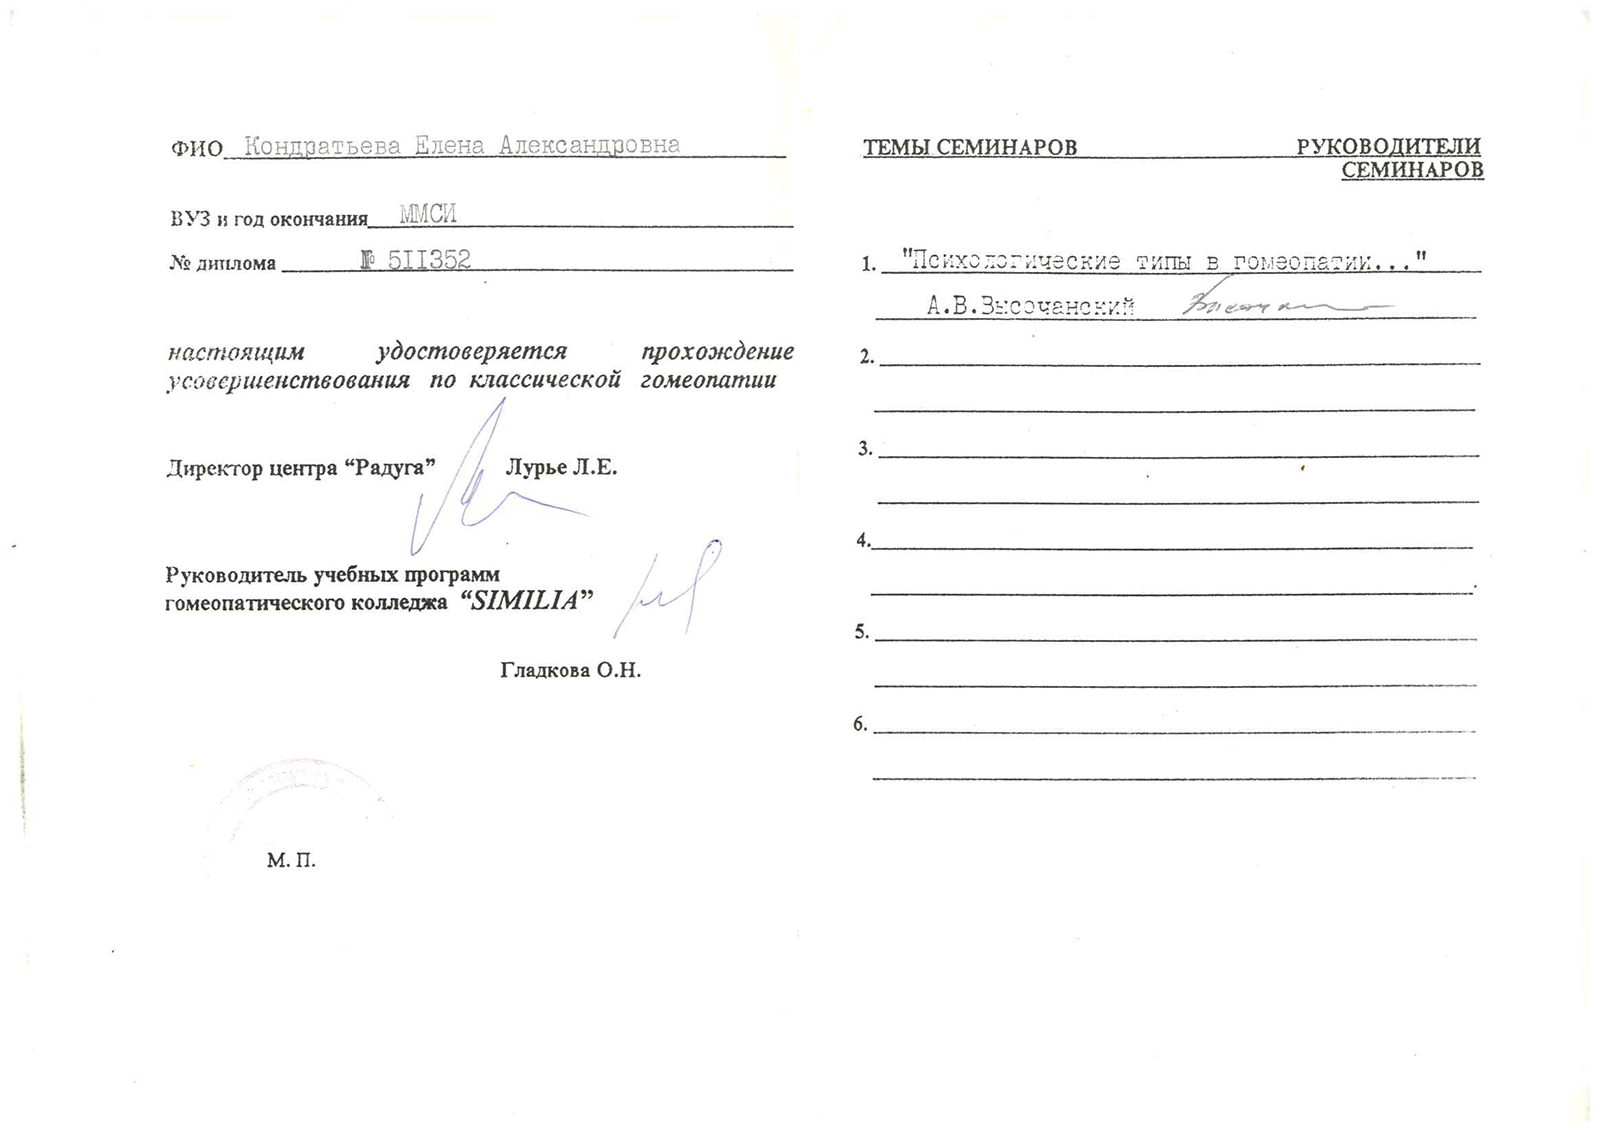 ФИО Кондратьева Елена Александровна
ВУЗ и год окончания ММСИ
№ диплома № 5II352
настоящим удостоверяется прохождение
усовершенствования по классической гомеопатии
Директор центра “Радуга” Лурье Л.Е.
Руководитель учебных программ
гомеопатического колледжа “SIMILIA”
Гладкова О.Н.
М. П.
ТЕМЫ СЕМИНАРОВ РУКОВОДИТЕЛИ
СЕМИНАРОВ
1. "Психологические типы в гомеопатии..."
А.В.Высочанский
2.
3.
4.
5.
6.